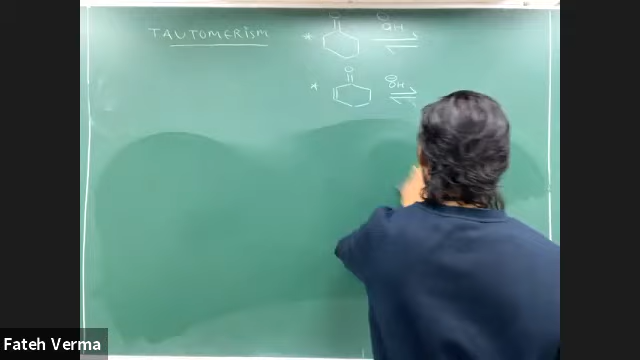 TAUTOMERISM
* O
⊖
OH
* O
⊖
OH
Fateh Verma